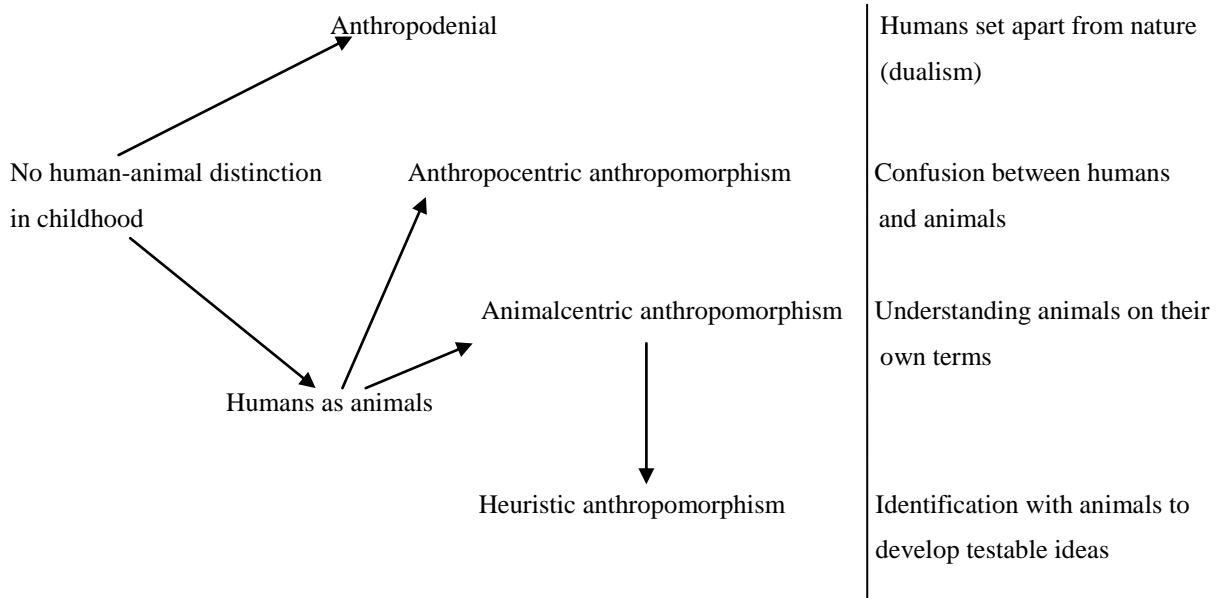 Anthropodenial
Humans set apart from nature
(dualism)
No human-animal distinction
in childhood
Anthropocentric anthropomorphism
Confusion between humans
and animals
Animalcentric anthropomorphism
Understanding animals on their
own terms
Humans as animals
Heuristic anthropomorphism
Identification with animals to
develop testable ideas